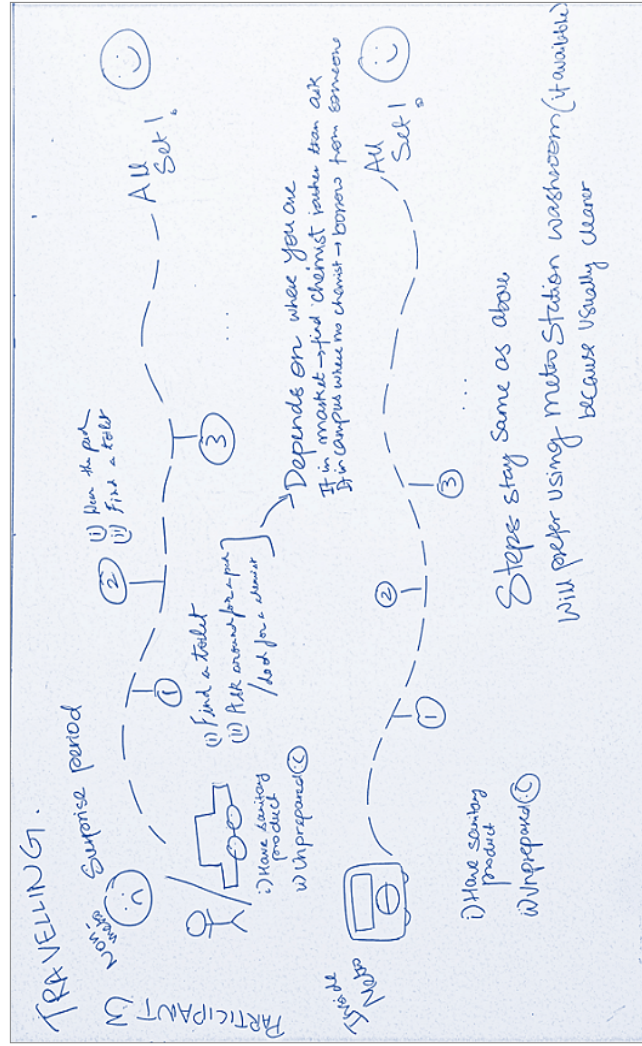 TRAVELLING.
PARTICIPANT 3
Non-metro
Surprise period
i) Have sanitary product
ii) Unprepared
①
(i) Find a toilet
(ii) Ask around for a pad
/look for a chemist
②
(i) Wear the pad
(ii) Find a toilet
③
....
All
Set!
Depends on where you are
If in market → find chemist rather than ask
If in campus where no chemist → borrow from someone
Inside
Metro
i) Have sanitary
product
ii) Unprepared
①
②
③
....
All
Set!
Steps stay same as above
Will prefer using metro station washroom (if available)
because usually cleaner